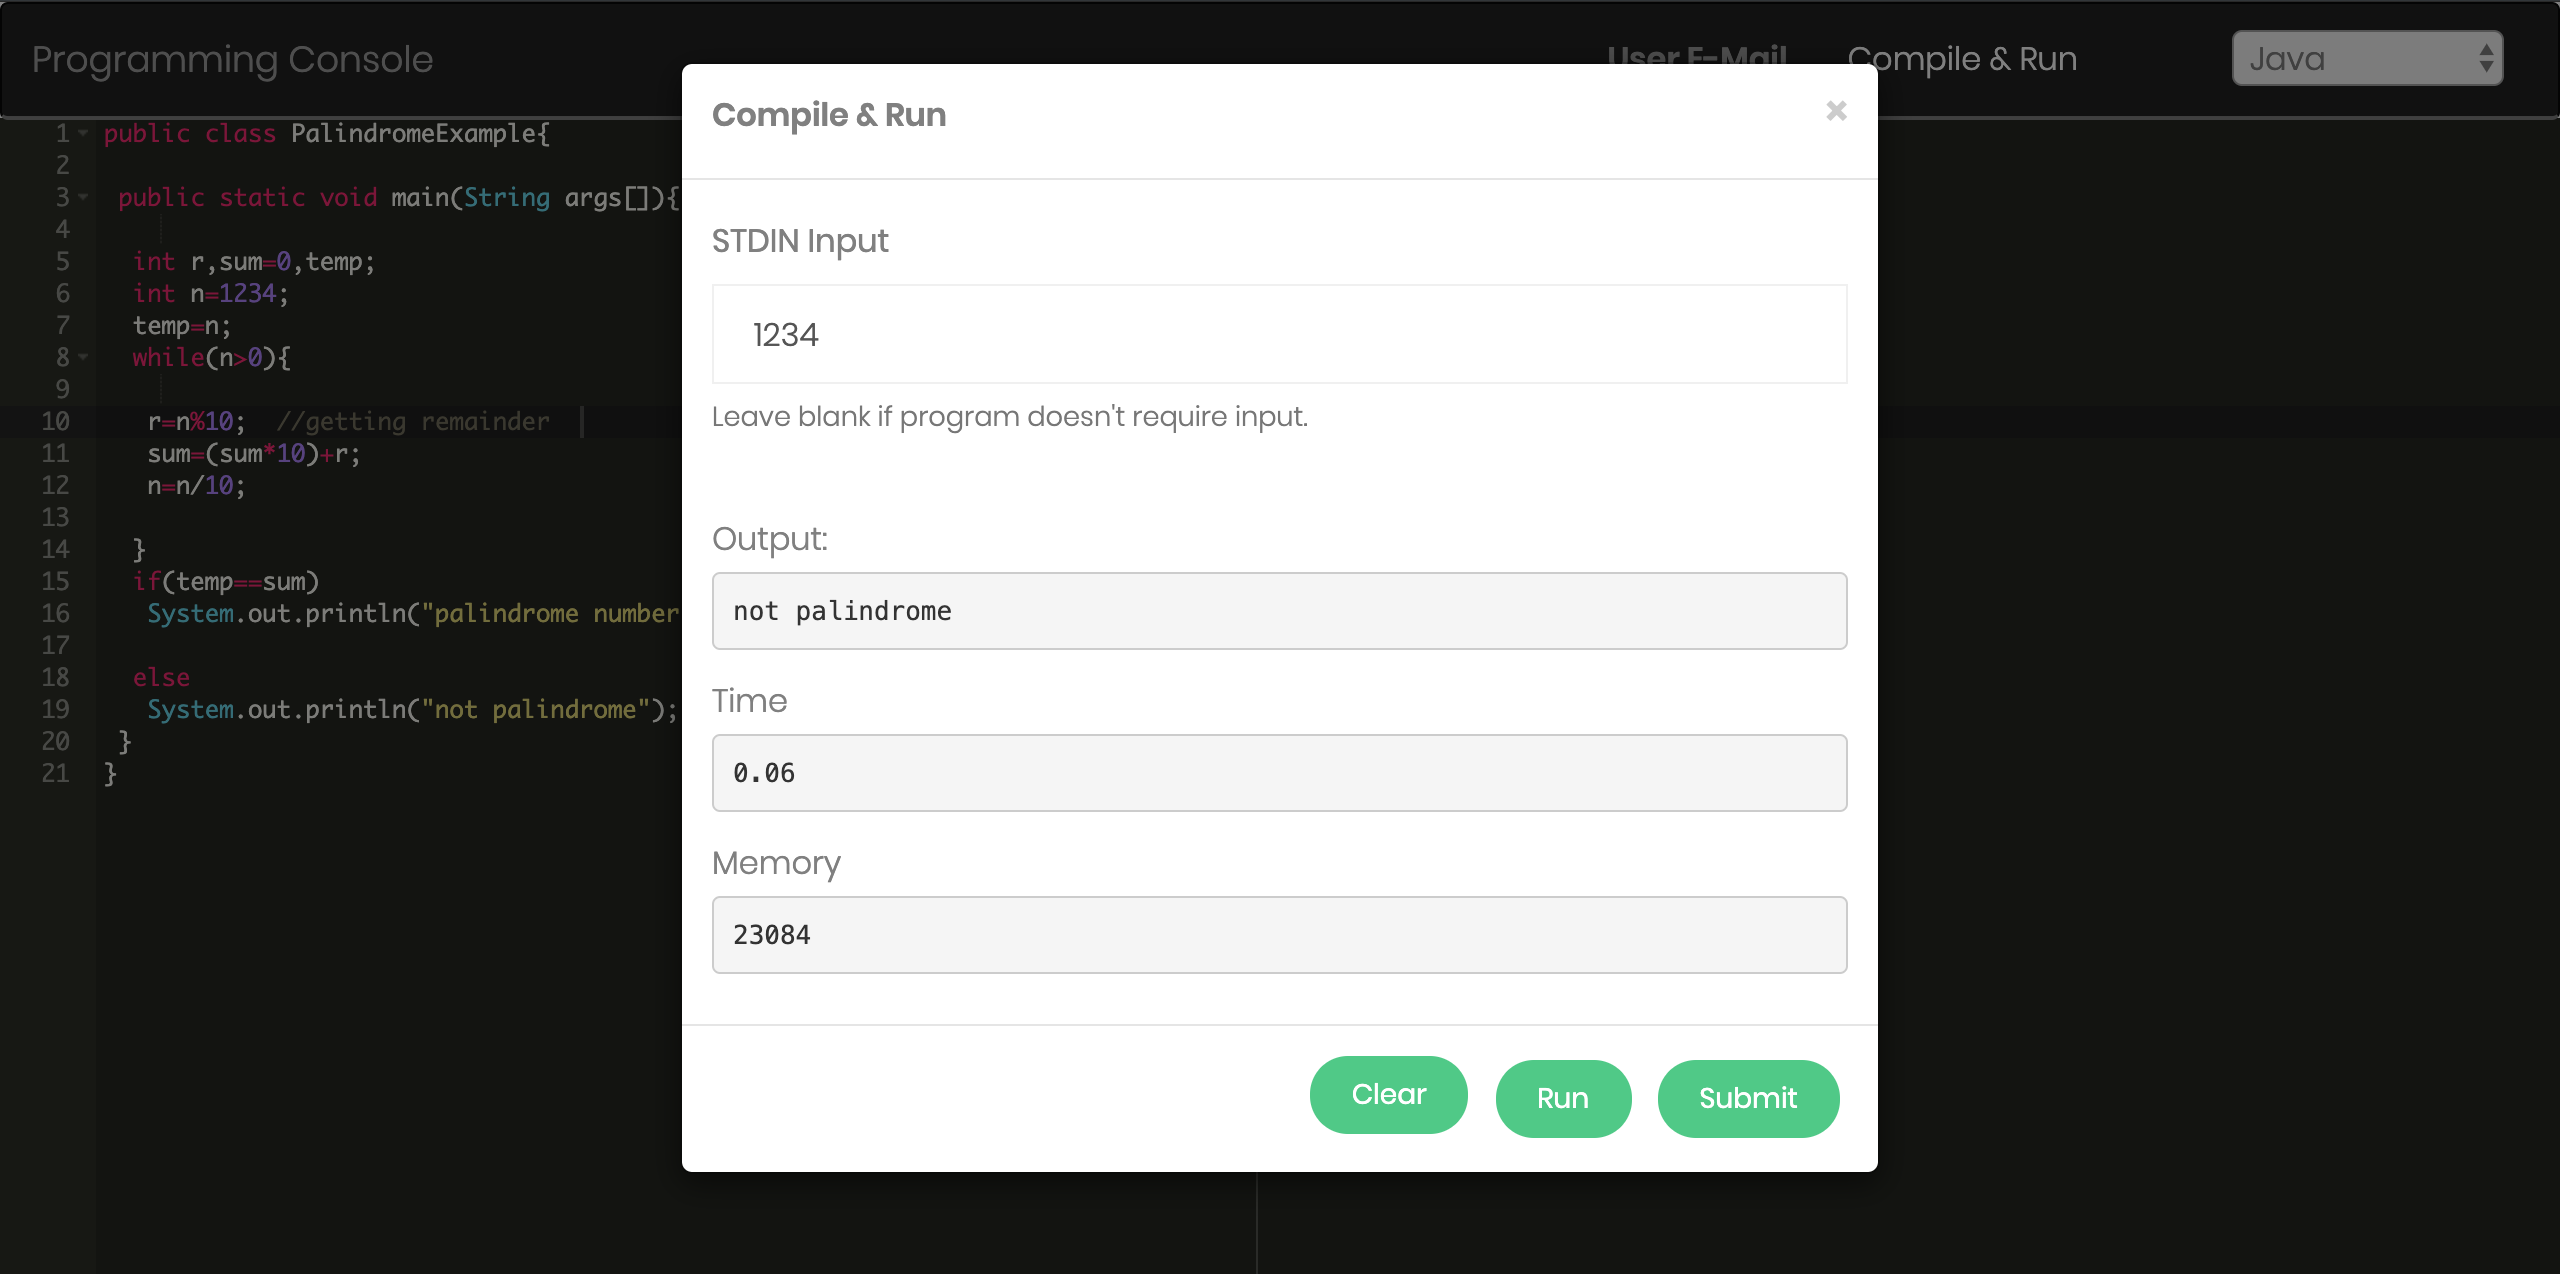 Programming Console
User E-Mail
Compile & Run
Java
1 public class PalindromeExample{
2
3 public static void main(String args[]){
4
5 int r,sum=0,temp;
6 int n=1234;
7 temp=n;
8 while(n>0){
9
10 r=n%10; //getting remainder
11 sum=(sum*10)+r;
12 n=n/10;
13
14 }
15 if(temp==sum)
16 System.out.println("palindrome number
17
18 else
19 System.out.println("not palindrome");
20 }
21 }
Compile & Run
×
STDIN Input
1234
Leave blank if program doesn't require input.
Output:
not palindrome
Time
0.06
Memory
23084
Clear
Run
Submit